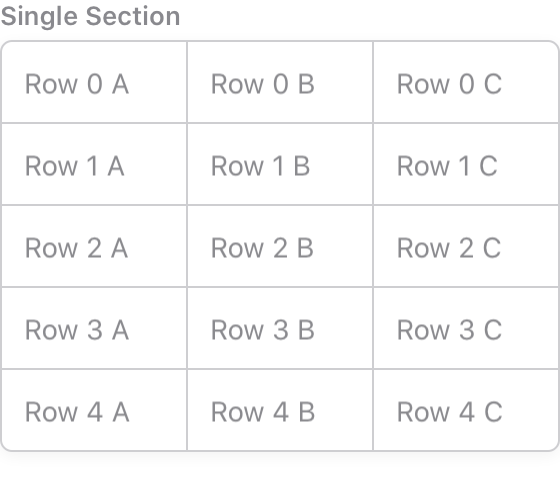 Single Section
Row 0 A Row 0 B Row 0 C
Row 1 A Row 1 B Row 1 C
Row 2 A Row 2 B Row 2 C
Row 3 A Row 3 B Row 3 C
Row 4 A Row 4 B Row 4 C